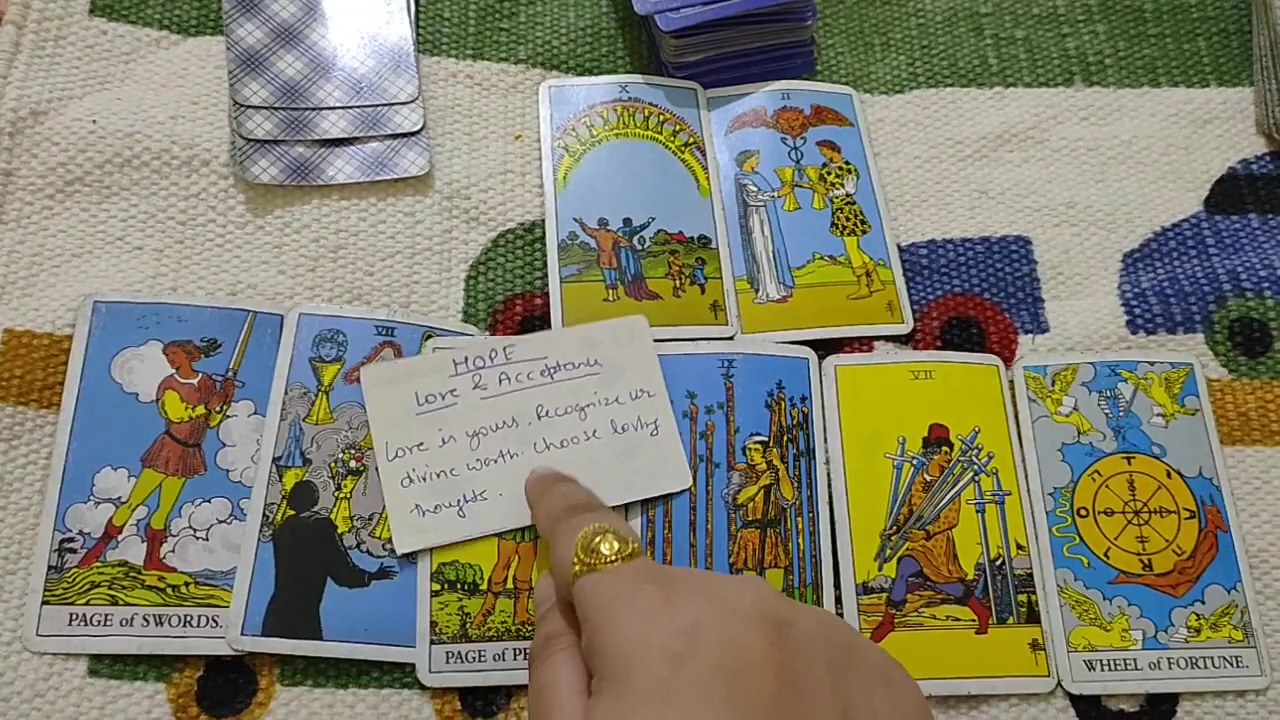 X
II
VII
HOPE
Love & Acceptance
Love is yours. Recognize ur
divine worth. Choose loving
thoughts.
IX
VII
X
T
A
R
O
PAGE of SWORDS.
PAGE of PE
WHEEL of FORTUNE.